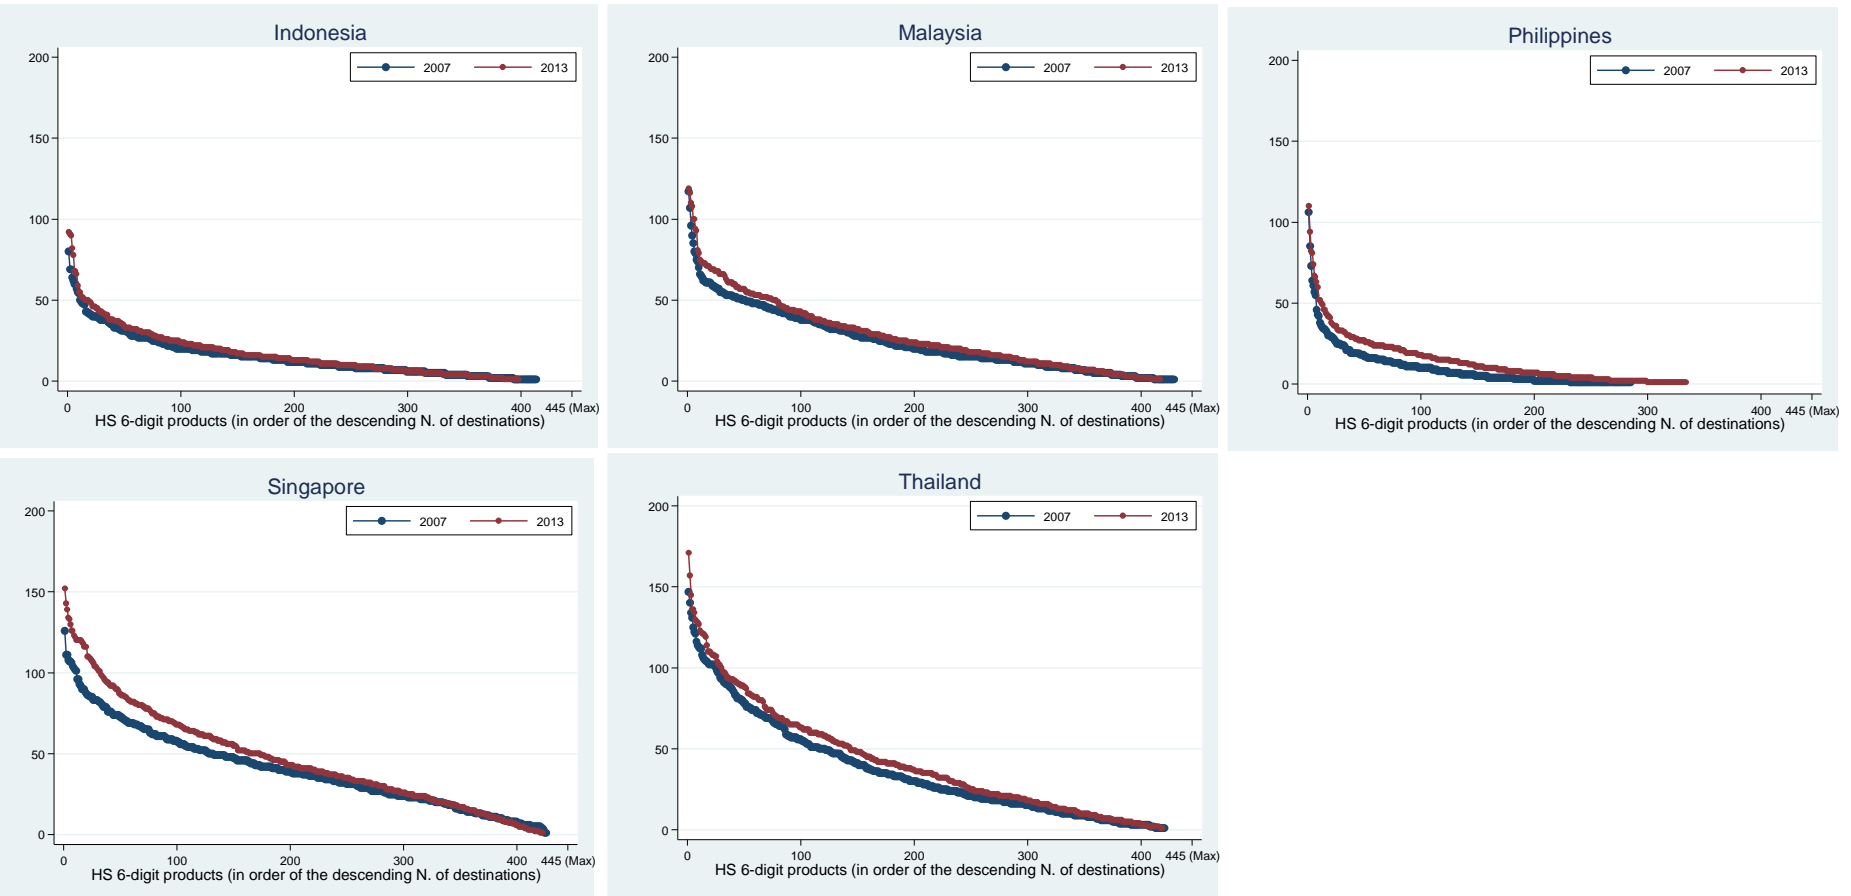 Indonesia
2007 2013
200
150
100
50
0
0 100 200 300 400 445 (Max)
HS 6-digit products (in order of the descending N. of destinations)
Malaysia
2007 2013
200
150
100
50
0
0 100 200 300 400 445 (Max)
HS 6-digit products (in order of the descending N. of destinations)
Philippines
2007 2013
200
150
100
50
0
0 100 200 300 400 445 (Max)
HS 6-digit products (in order of the descending N. of destinations)
Singapore
2007 2013
200
150
100
50
0
0 100 200 300 400 445 (Max)
HS 6-digit products (in order of the descending N. of destinations)
Thailand
2007 2013
200
150
100
50
0
0 100 200 300 400 445 (Max)
HS 6-digit products (in order of the descending N. of destinations)